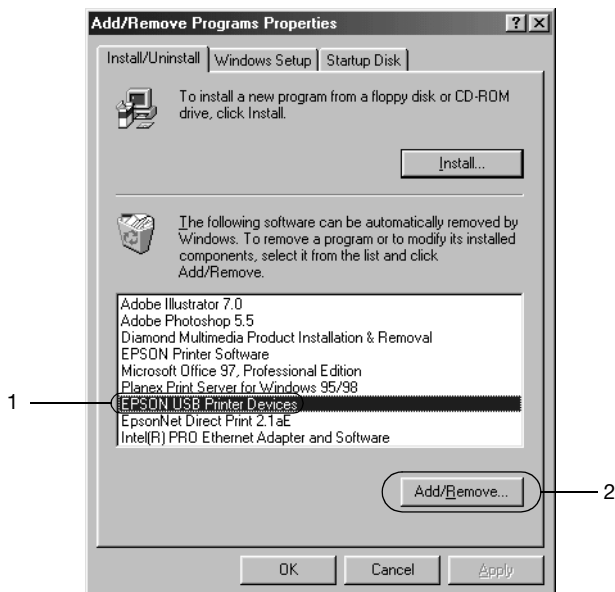 Add/Remove Programs Properties
? X
Install/Uninstall Windows Setup Startup Disk
To install a new program from a floppy disk or CD-ROM
drive, click Install.
Install...
The following software can be automatically removed by
Windows. To remove a program or to modify its installed
components, select it from the list and click
Add/Remove.
Adobe Illustrator 7.0
Adobe Photoshop 5.5
Diamond Multimedia Product Installation & Removal
EPSON Printer Software
Microsoft Office 97, Professional Edition
Planex Print Server for Windows 95/98
1
EPSON USB Printer Devices
EpsonNet Direct Print 2.1aE
Intel(R) PRO Ethernet Adapter and Software
Add/Remove...
2
OK Cancel Apply